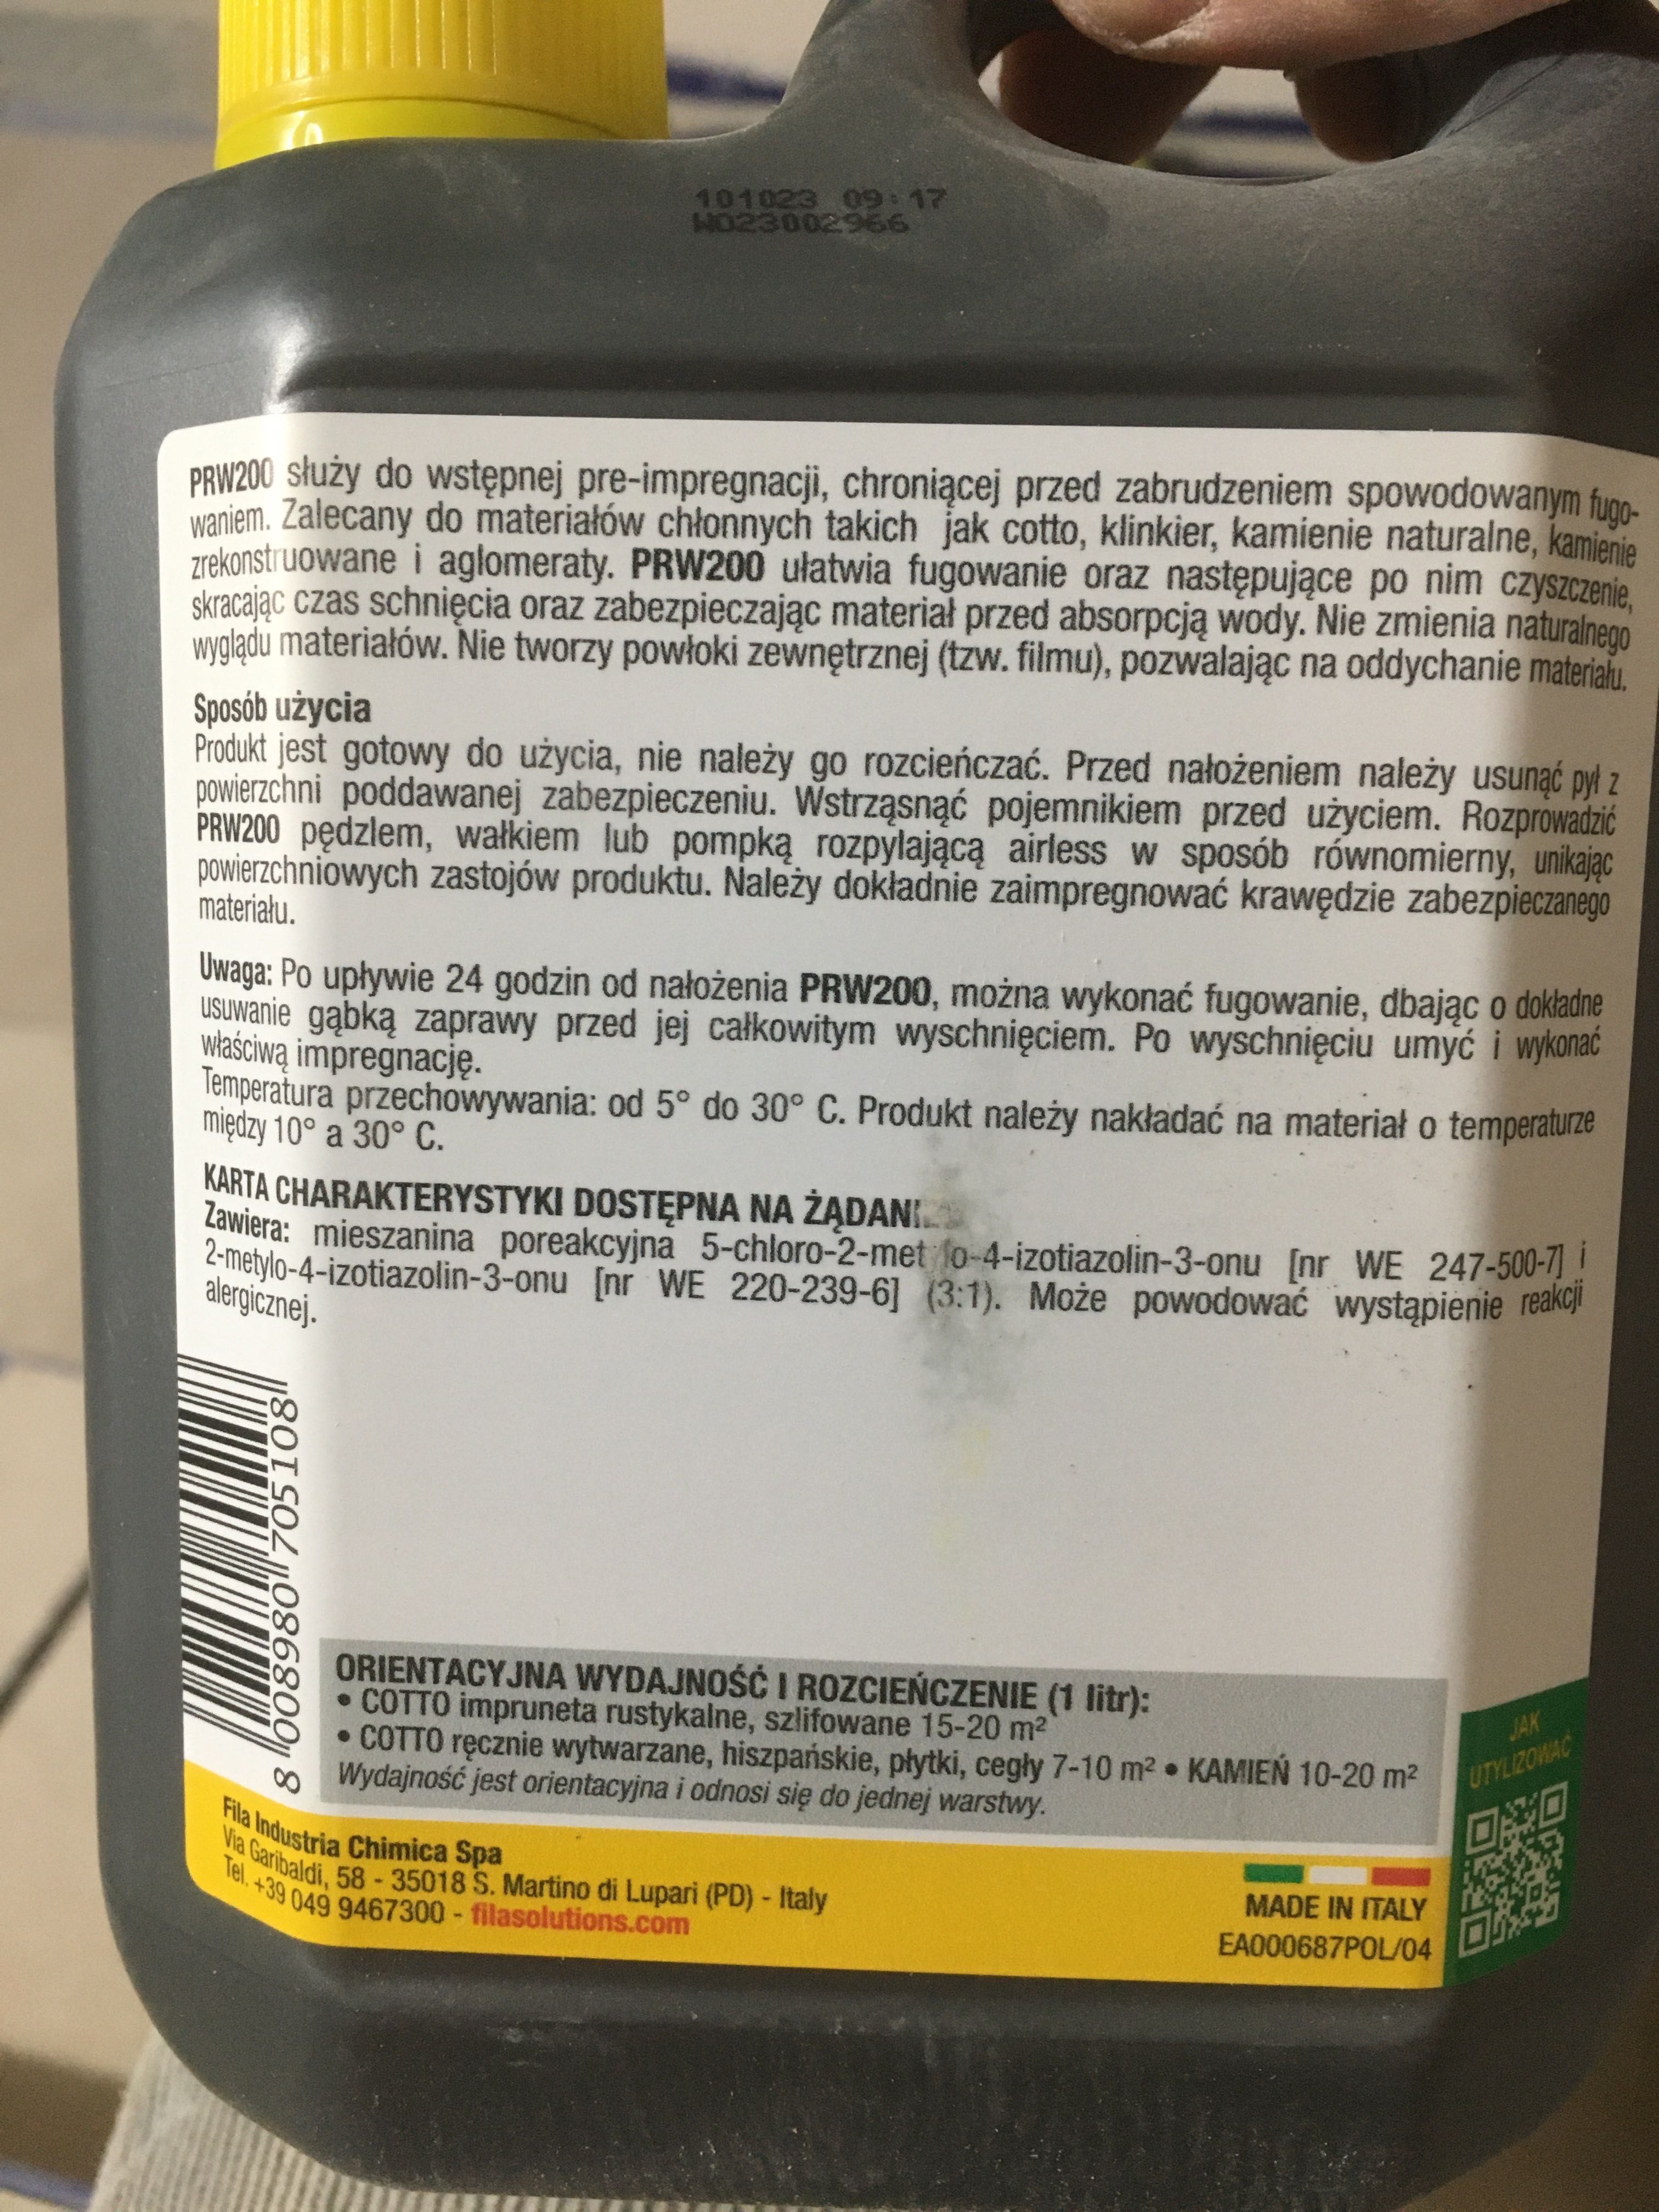 101023 09:17
WO23002966
PRW200 służy do wstępnej pre-impregnacji, chroniącej przed zabrudzeniem spowodowanym fugo-
waniem. Zalecany do materiałów chłonnych takich jak cotto, klinkier, kamienie naturalne, kamienie
zrekonstruowane i aglomeraty. PRW200 ułatwia fugowanie oraz następujące po nim czyszczenie,
skracając czas schnięcia oraz zabezpieczając materiał przed absorpcją wody. Nie zmienia naturalnego
wyglądu materiałów. Nie tworzy powłoki zewnętrznej (tzw. filmu), pozwalając na oddychanie materiału.
Sposób użycia
Produkt jest gotowy do użycia, nie należy go rozcieńczać. Przed nałożeniem należy usunąć pył z
powierzchni poddawanej zabezpieczeniu. Wstrząsnąć pojemnikiem przed użyciem. Rozprowadzić
PRW200 pędzlem, wałkiem lub pompką rozpylającą airless w sposób równomierny, unikając
powierzchniowych zastojów produktu. Należy dokładnie zaimpregnować krawędzie zabezpieczanego
materiału.
Uwaga: Po upływie 24 godzin od nałożenia PRW200, można wykonać fugowanie, dbając o dokładne
usuwanie gąbką zaprawy przed jej całkowitym wyschnięciem. Po wyschnięciu umyć i wykonać
właściwą impregnację.
Temperatura przechowywania: od 5° do 30° C. Produkt należy nakładać na materiał o temperaturze
między 10° a 30° C.
KARTA CHARAKTERYSTYKI DOSTĘPNA NA
Zawiera: mieszanina poreakcyjna 5-chloro-2-metylo-4-izotiazolin-3-onu [nr WE 247-500-7] i
2-metylo-4-izotiazolin-3-onu [nr WE 220-239-6] (3:1). Może powodować wystąpienie reakcji
alergicznej.
8 008980 705108
ORIENTACYJNA WYDAJNOŚĆ I ROZCIEŃCZENIE (1 litr):
• COTTO impruneta rustykalne, szlifowane 15-20 m²
• COTTO ręcznie wytwarzane, hiszpańskie, płytki, cegły 7-10 m² • KAMIEŃ 10-20 m²
Wydajność jest orientacyjna i odnosi się do jednej warstwy.
JAK
UTYLIZOWAĆ
Fila Industria Chimica Spa
Via Garibaldi, 58 - 35018 S. Martino di Lupari (PD) - Italy
Tel. +39 049 9467300 - filasolutions.com
MADE IN ITALY
EA000687POL/04